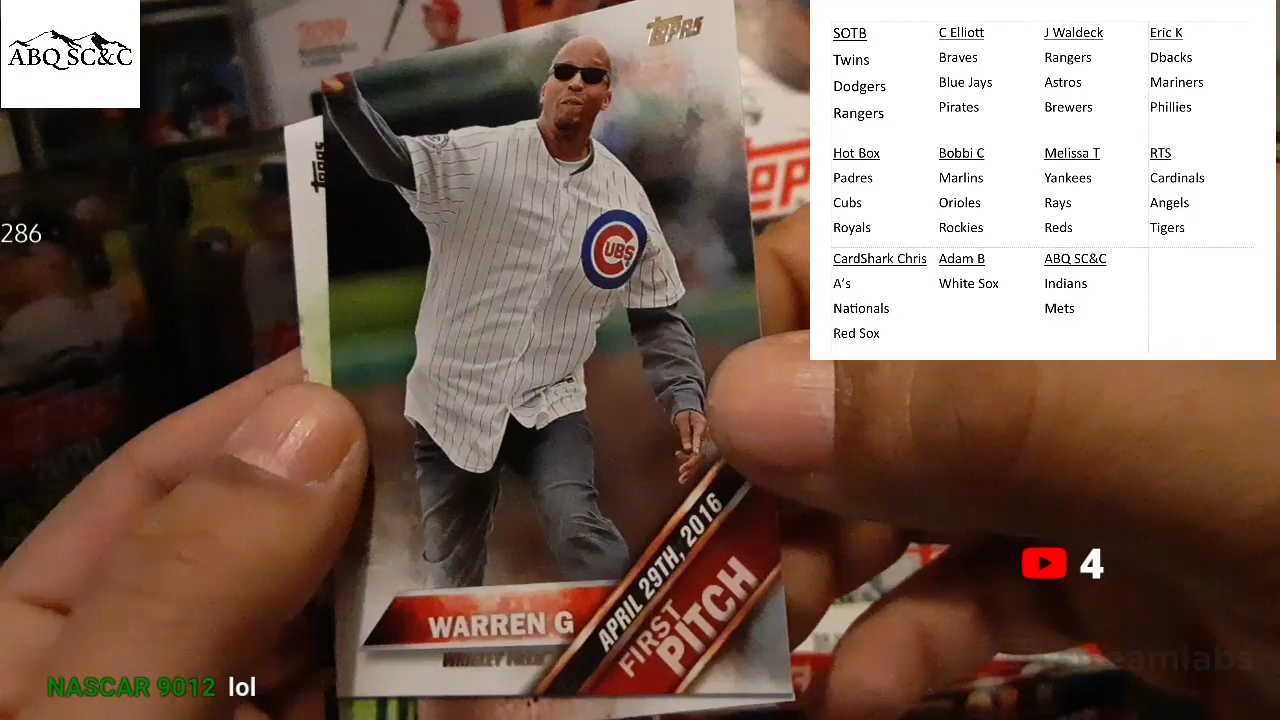 ABQ SC&C
286
TOPPS
TOPPS
CUBS
APRIL 29TH, 2016
FIRST
PITCH
WARREN G
SOTB
Twins
Dodgers
Rangers
C Elliott
Braves
Blue Jays
Pirates
J Waldeck
Rangers
Astros
Brewers
Eric K
Dbacks
Mariners
Phillies
Hot Box
Padres
Cubs
Royals
Bobbi C
Marlins
Orioles
Rockies
Melissa T
Yankees
Rays
Reds
RTS
Cardinals
Angels
Tigers
CardShark Chris
A's
Nationals
Red Sox
Adam B
White Sox
ABQ SC&C
Indians
Mets
4
NASCAR 9012 lol